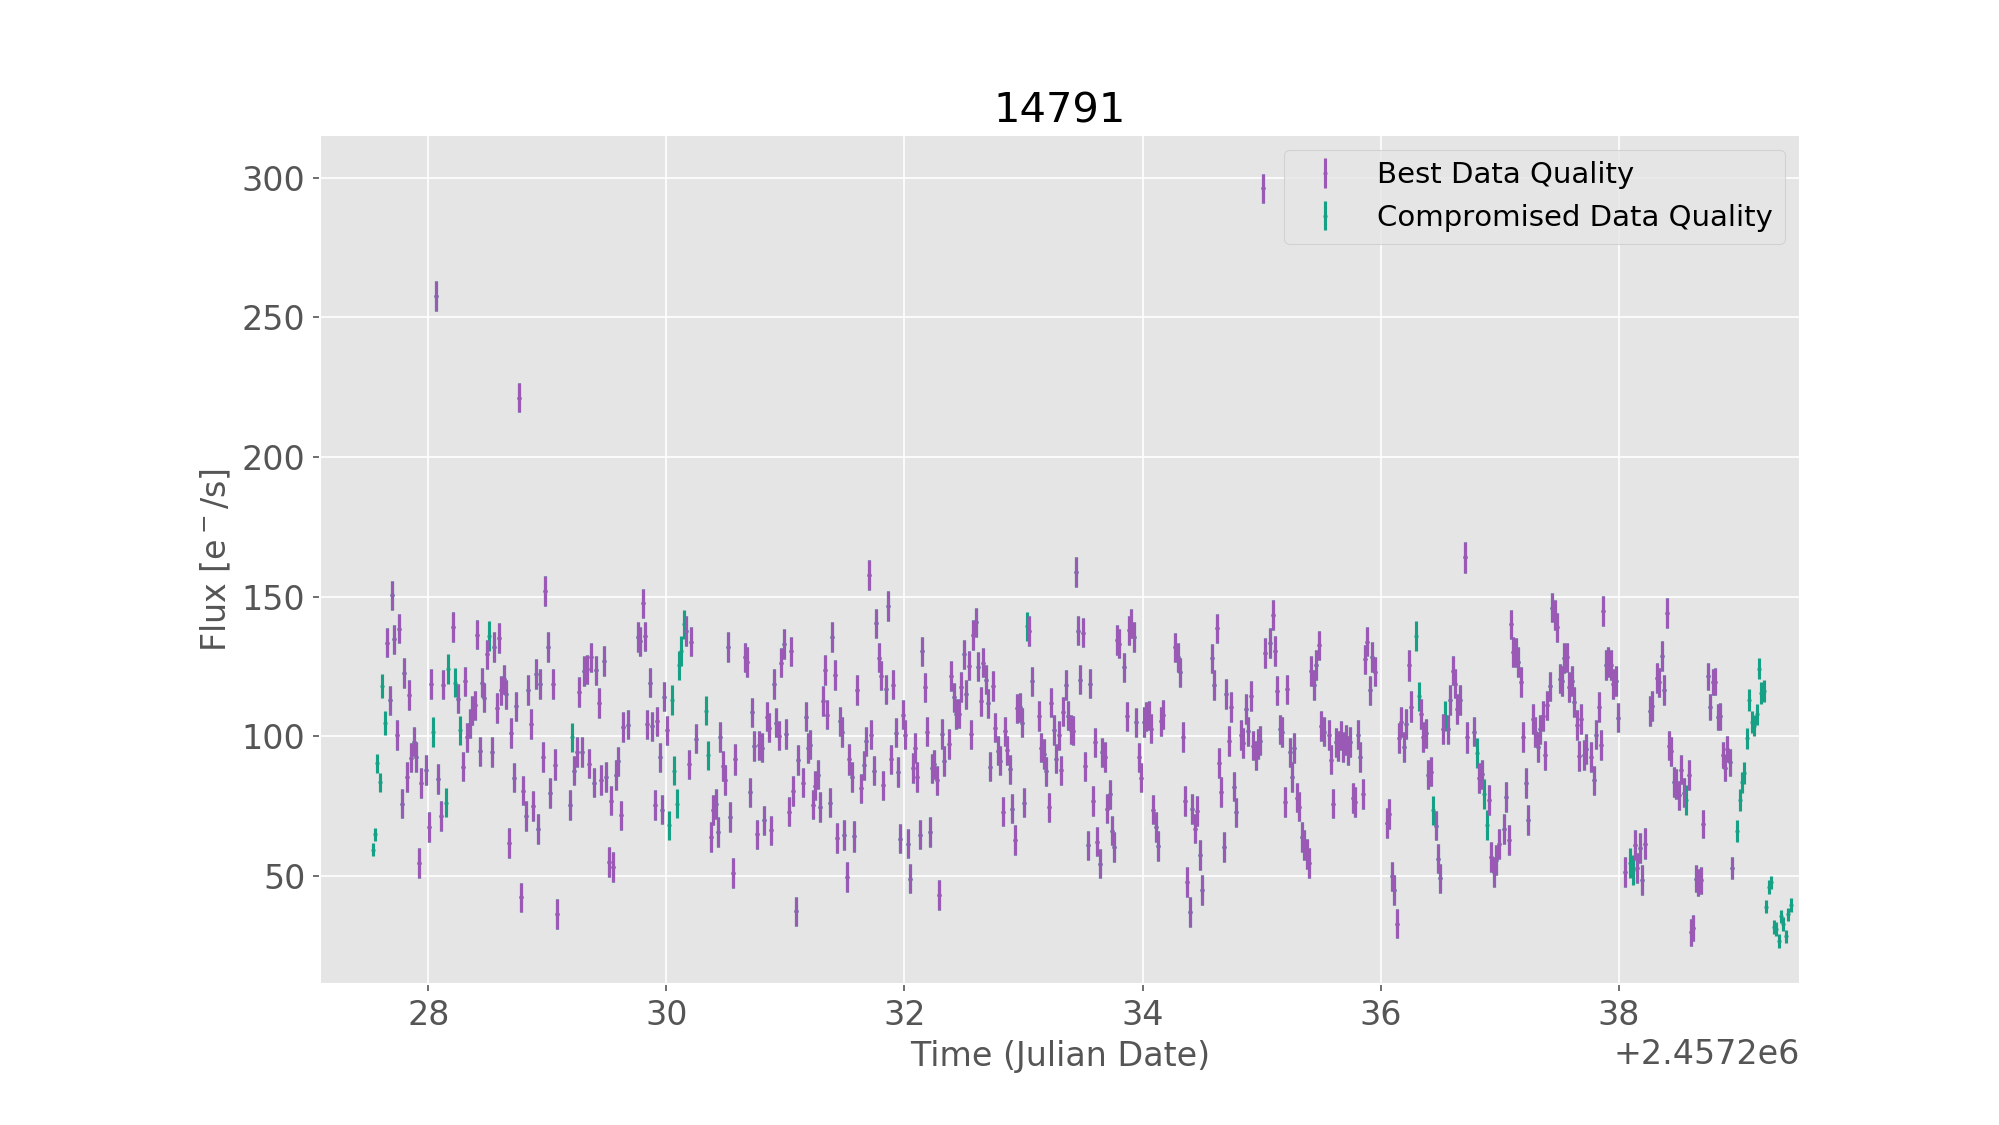 14791
Best Data Quality
Compromised Data Quality
300
250
200
150
100
50
Flux [e⁻/s]
28 30 32 34 36 38
Time (Julian Date)
+2.4572e6